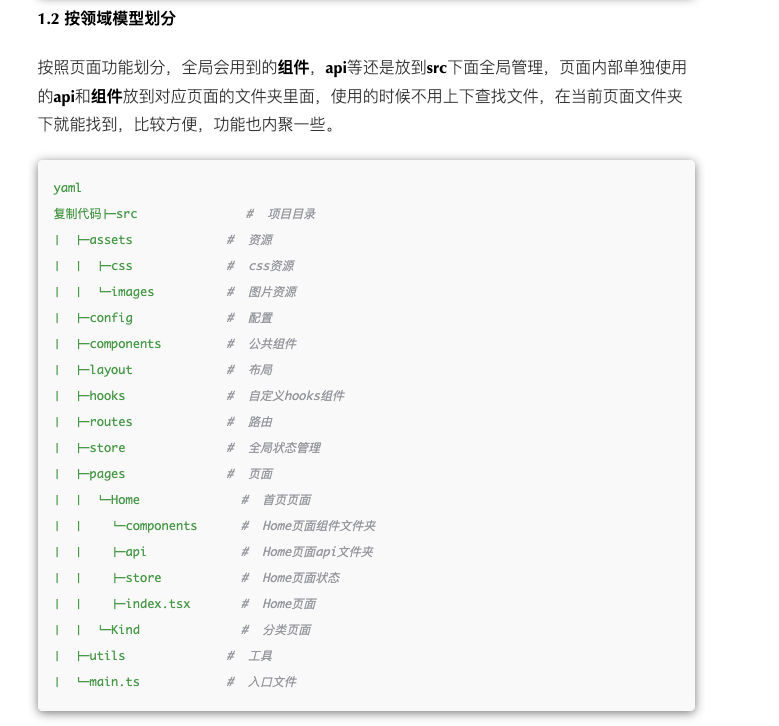 1.2 按领域模型划分
按照页面功能划分，全局会用到的组件，api等还是放到src下面全局管理，页面内部单独使用
的api和组件放到对应页面的文件夹里面，使用的时候不用上下查找文件，在当前页面文件夹
下就能找到，比较方便，功能也内聚一些。
yaml
复制代码├─src # 项目目录
| ├─assets # 资源
| | ├─css # css资源
| | └─images # 图片资源
| ├─config # 配置
| ├─components # 公共组件
| ├─layout # 布局
| ├─hooks # 自定义hooks组件
| ├─routes # 路由
| ├─store # 全局状态管理
| ├─pages # 页面
| | └─Home # 首页页面
| | └─components # Home页面组件文件夹
| | ├─api # Home页面api文件夹
| | ├─store # Home页面状态
| | ├─index.tsx # Home页面
| | └─Kind # 分类页面
| ├─utils # 工具
| └─main.ts # 入口文件